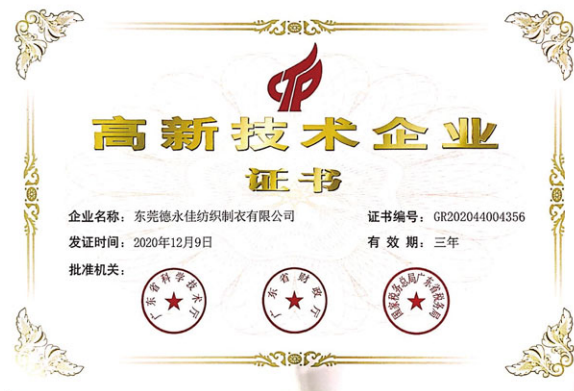 高新技术企业
证书
企业名称：东莞德永佳纺织制衣有限公司 证书编号：GR202044004356
发证时间：2020年12月9日 有 效 期：三年
批准机关：
广东省科学技术厅 广东省财政厅 国家税务总局广东省税务局